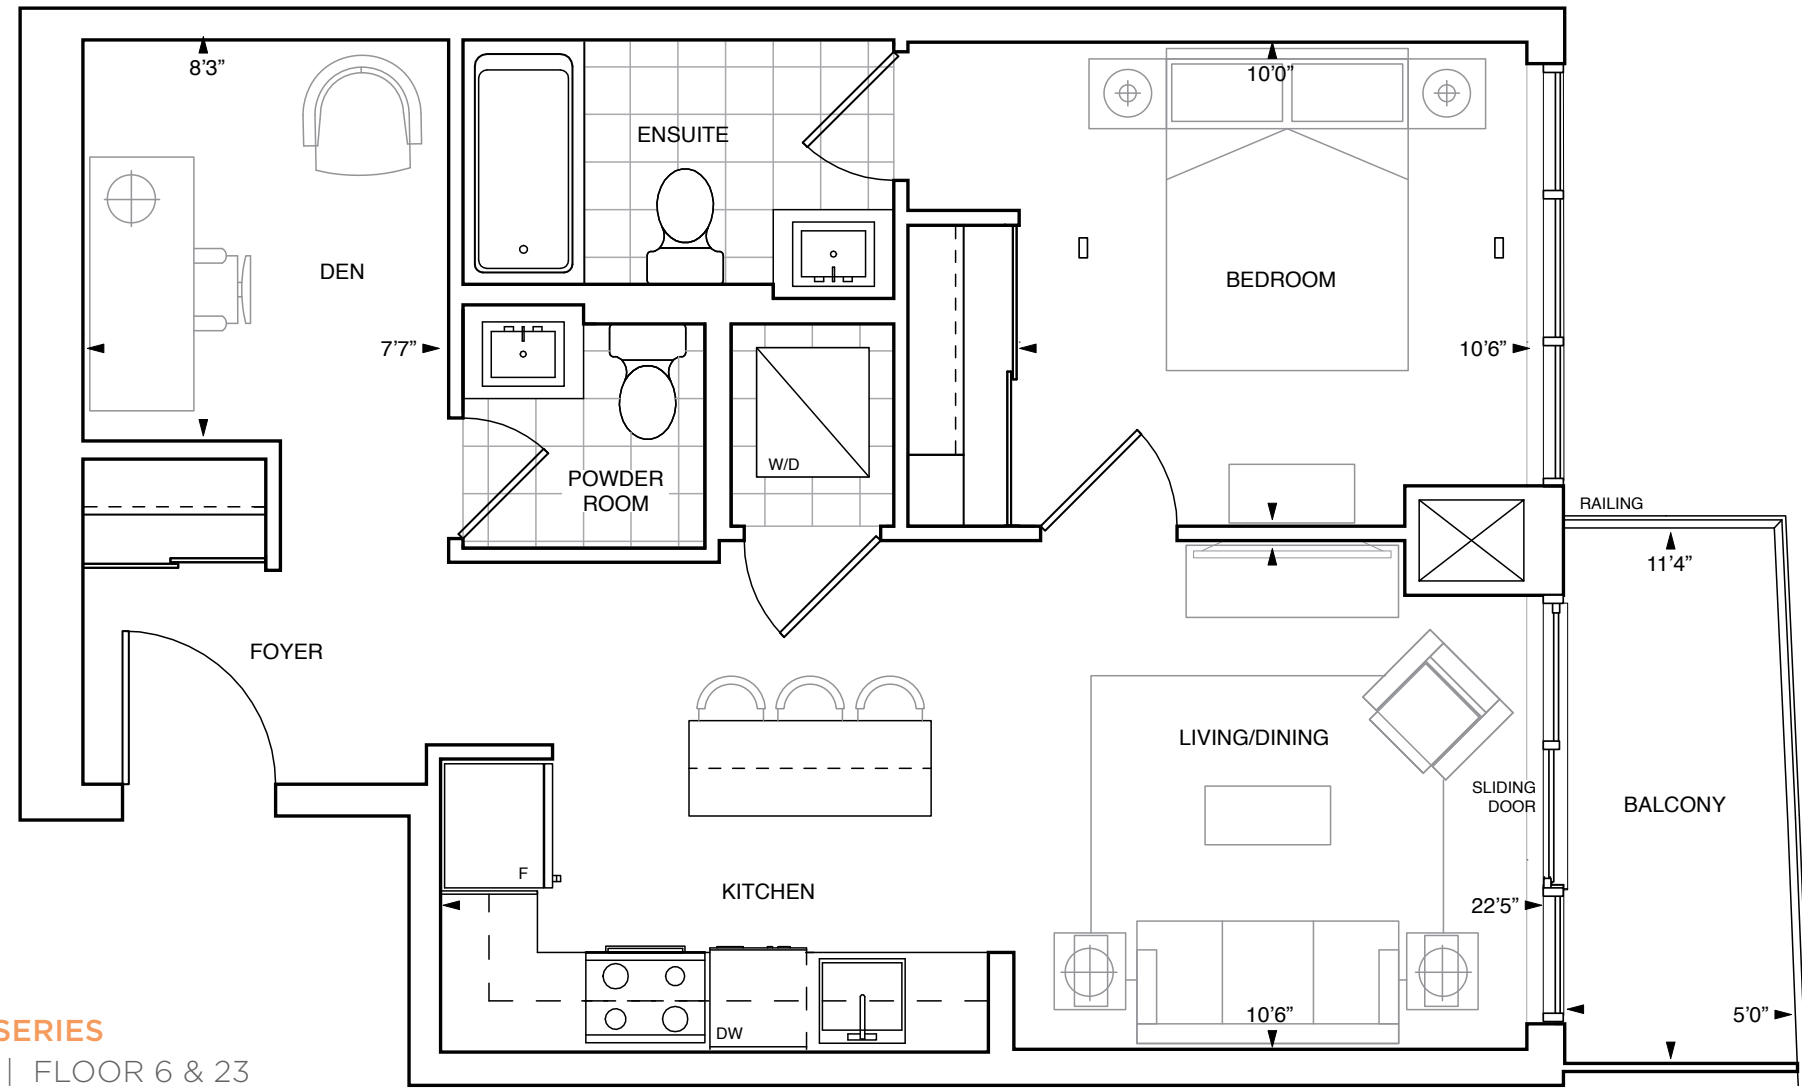 8'3”
10'0”
ENSUITE
DEN
BEDROOM
7'7”
10'6”
W/D
POWDER
ROOM
RAILING
11'4”
FOYER
LIVING/DINING
SLIDING
DOOR
BALCONY
F
KITCHEN
22'5”
10'6”
5'0”
DW
SERIES
| FLOOR 6 & 23